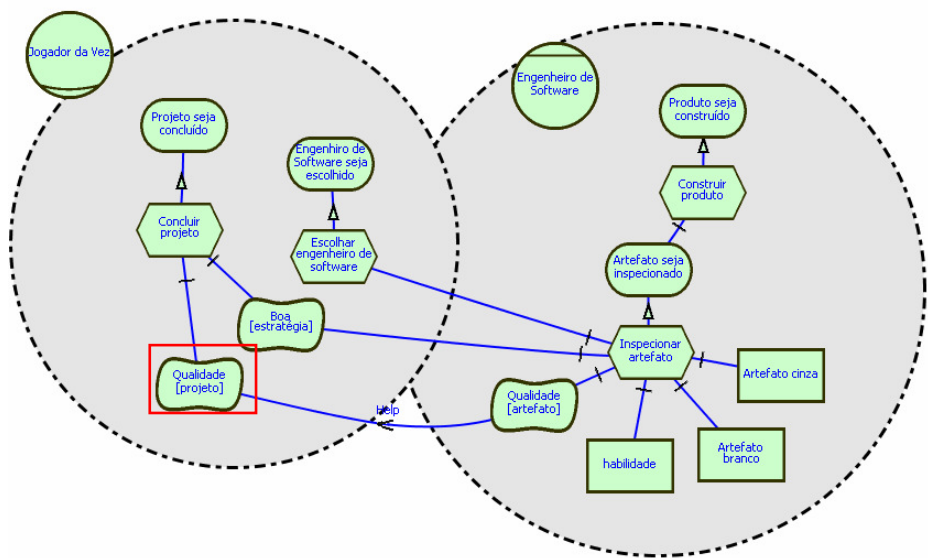 Jogador da Vez
Engenheiro de
Software
Projeto seja
concluído
Engenhiro de
Software seja
escolhido
Produto seja
construído
Concluir
projeto
Escolhar
engenheiro de
software
Construir
produto
Artefato seja
inspecionado
Boa
[estratégia]
Inspecionar
artefato
Qualidade
[projeto]
Artefato cinza
Qualidade
[artefato]
Help
habilidade
Artefato
branco